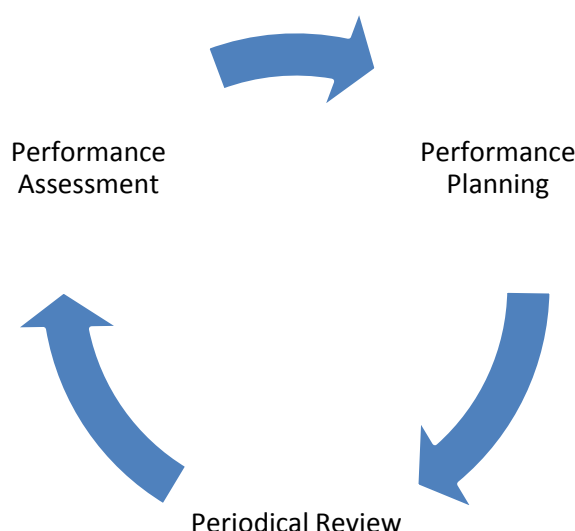 Performance
Assessment
Performance
Planning
Periodical Review